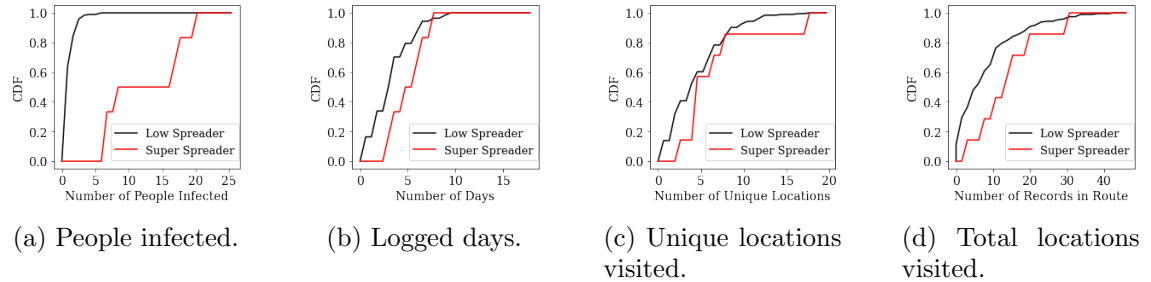 1.0
0.8
0.6
0.4
0.2
0.0
CDF
Low Spreader
Super Spreader
0 5 10 15 20 25
Number of People Infected
(a) People infected.
1.0
0.8
0.6
0.4
0.2
0.0
CDF
Low Spreader
Super Spreader
0 5 10 15
Number of Days
(b) Logged days.
1.0
0.8
0.6
0.4
0.2
0.0
CDF
Low Spreader
Super Spreader
0 5 10 15 20
Number of Unique Locations
(c) Unique locations
visited.
1.0
0.8
0.6
0.4
0.2
0.0
CDF
Low Spreader
Super Spreader
0 10 20 30 40
Number of Records in Route
(d) Total locations
visited.